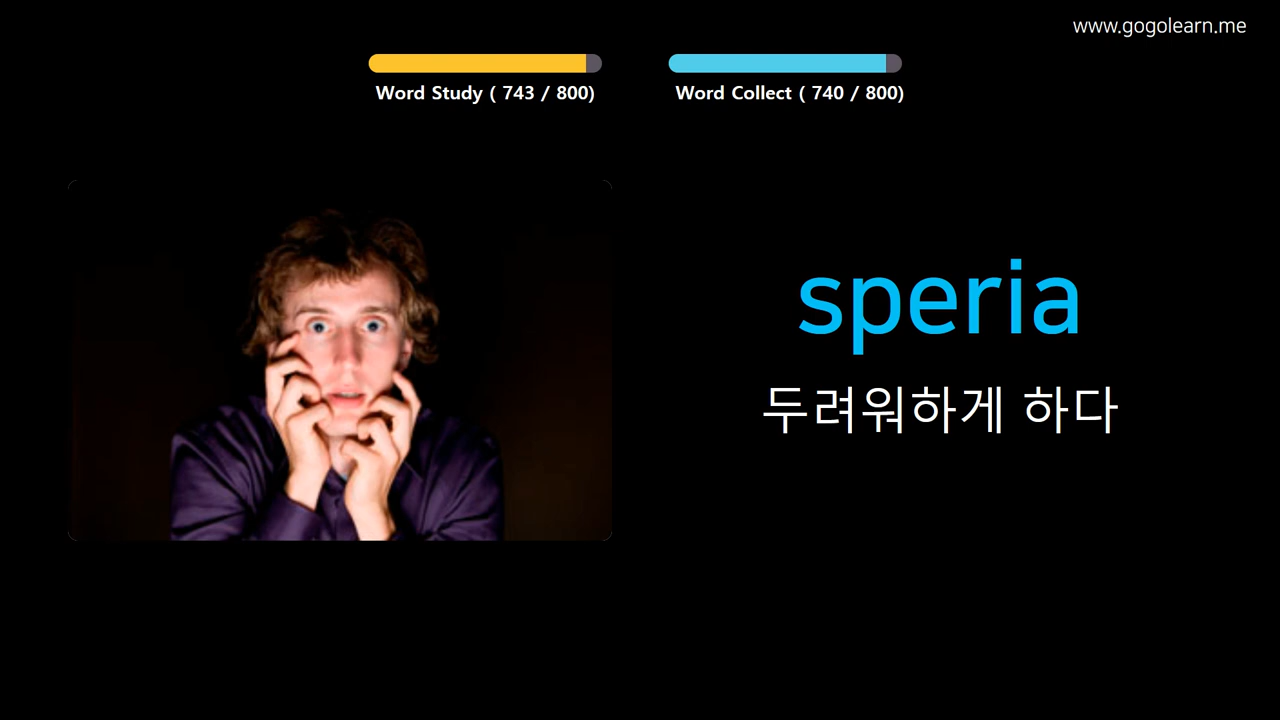 www.gogolearn.me
Word Study ( 743 / 800)
Word Collect ( 740 / 800)
speria
두려워하게 하다